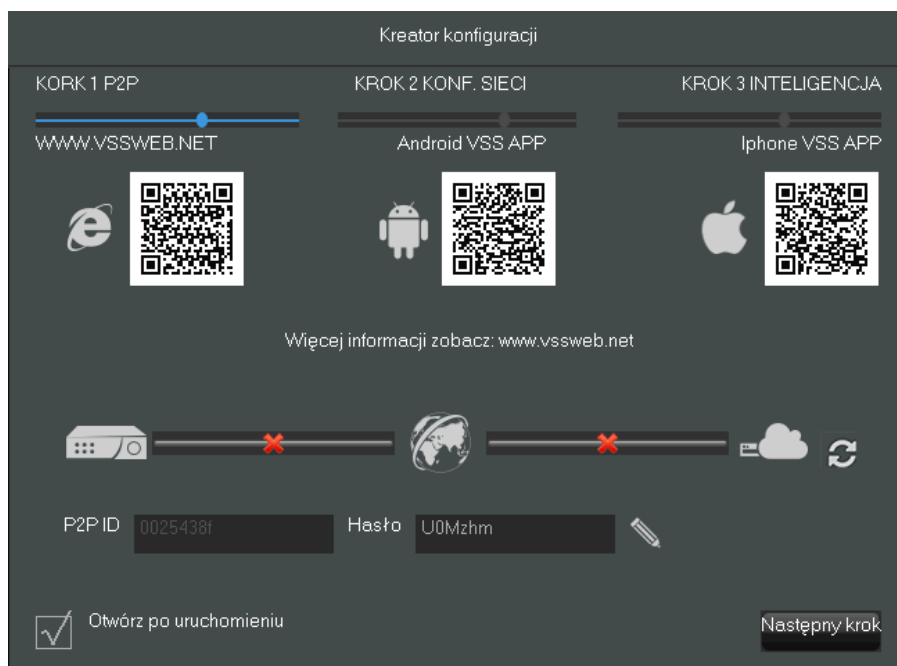 Kreator konfiguracji
KORK 1 P2P
KROK 2 KONF. SIECI
KROK 3 INTELIGENCJA
WWW.VSSWEB.NET
Android VSS APP
Iphone VSS APP
Więcej informacji zobacz: www.vssweb.net
P2P ID
0025438f
Hasło
U0Mzhm
Otwórz po uruchomieniu
Następny krok